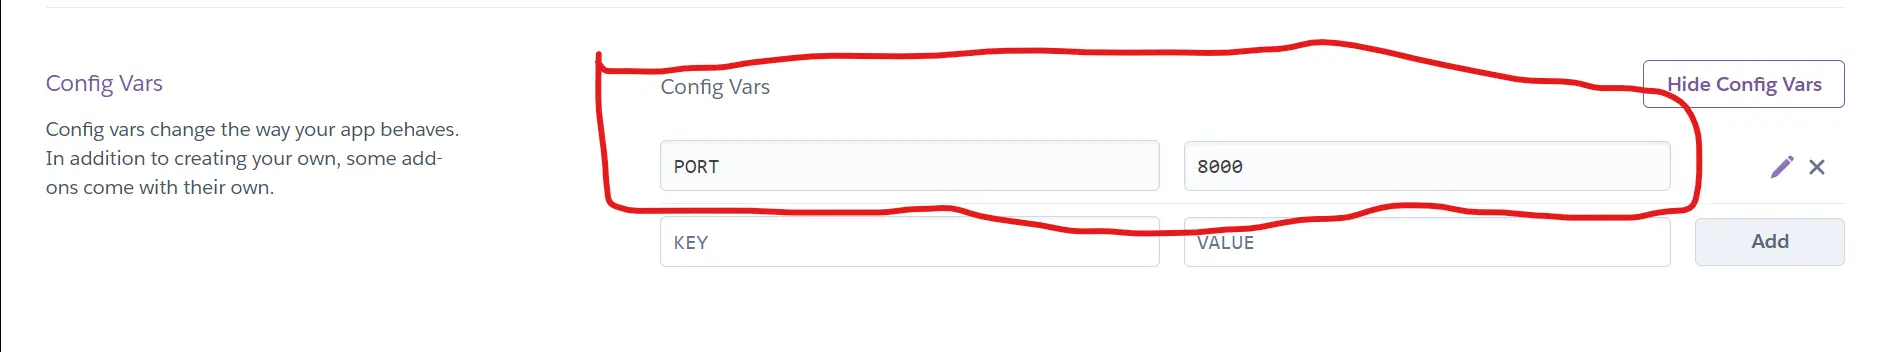 Config Vars
Config vars change the way your app behaves.
In addition to creating your own, some add-
ons come with their own.
Config Vars
Hide Config Vars
PORT
8000
KEY
VALUE
Add